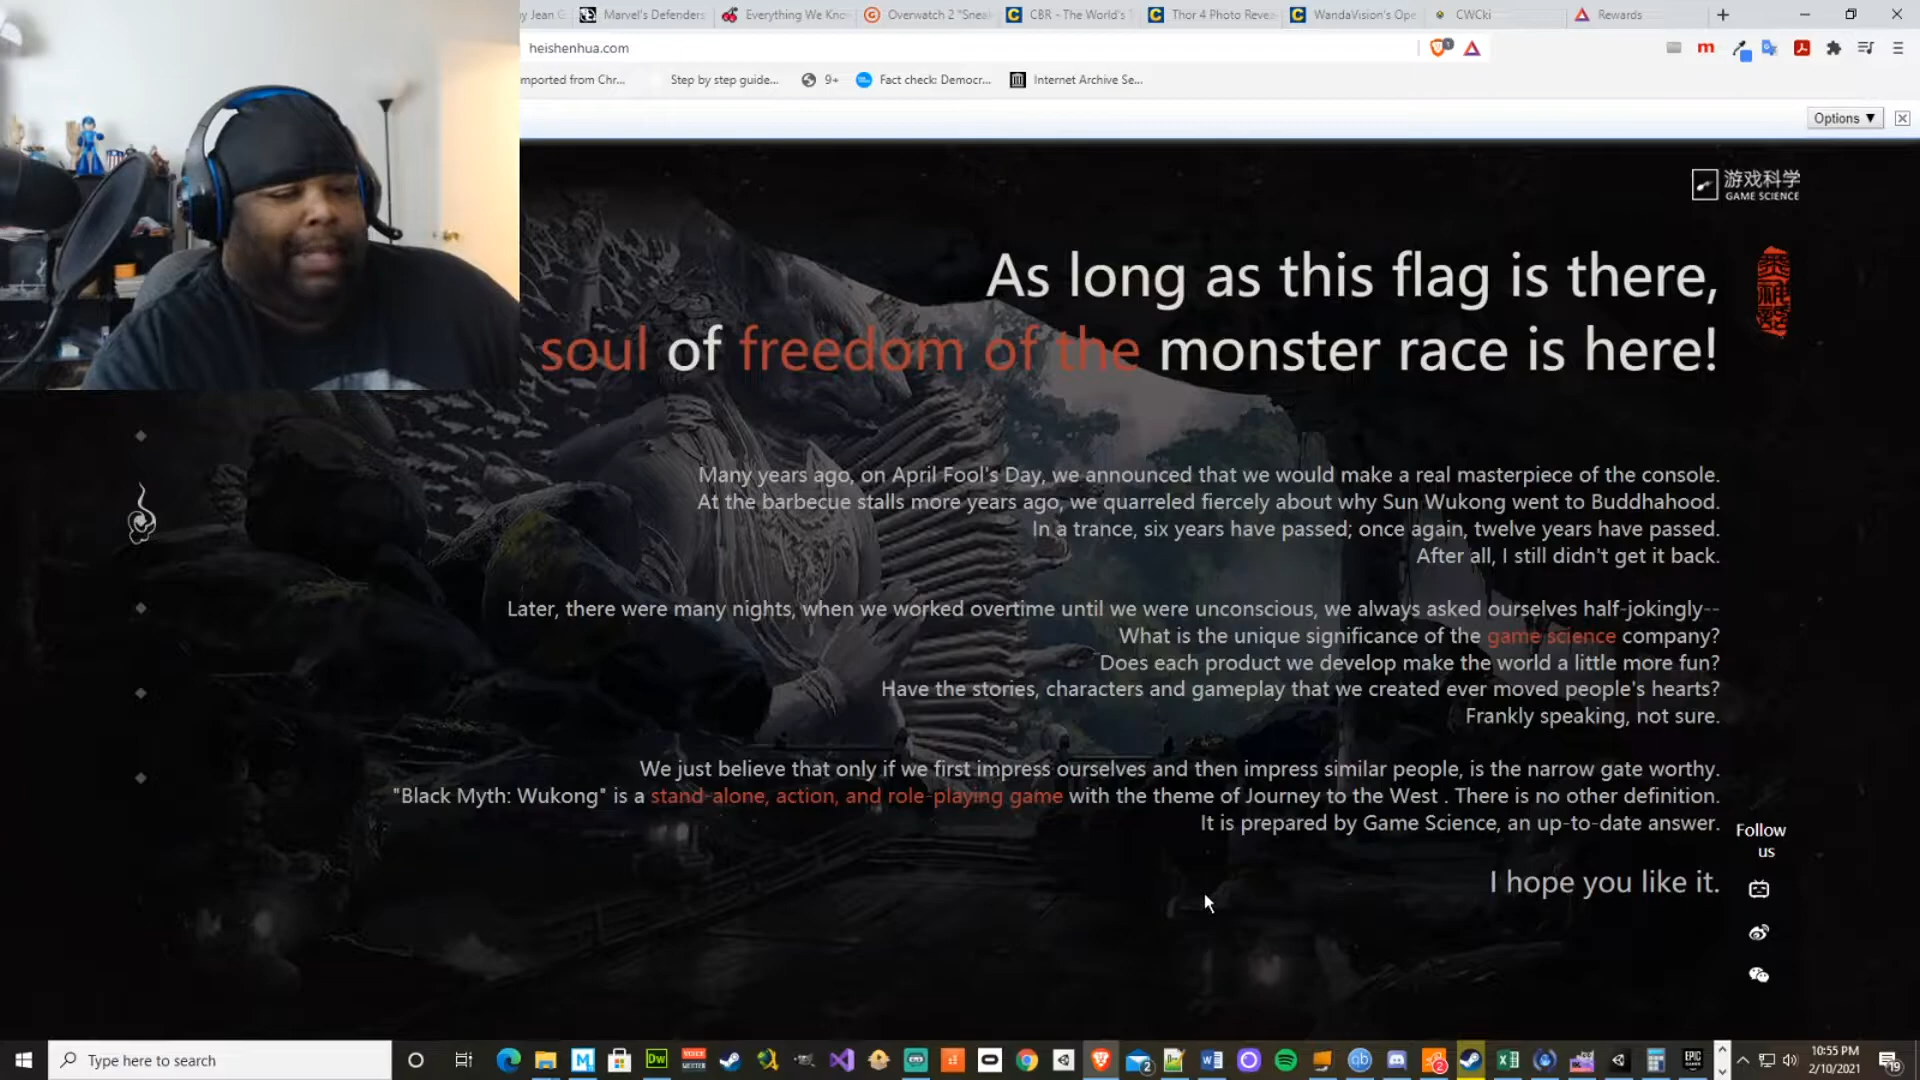 y Jean G
Marvel's Defenders
Everything We Kno
Overwatch 2 "Sneak
CBR - The World's T
Thor 4 Photo Revea
WandaVision's Ope
CWCki
Rewards
heishenhua.com
mported from Chr...
Step by step guide...
9+
Fact check: Democr...
Internet Archive Se...
Options ▼
游戏科学
GAME SCIENCE
As long as this flag is there,
soul of freedom of the monster race is here!
Many years ago, on April Fool's Day, we announced that we would make a real masterpiece of the console.
At the barbecue stalls more years ago, we quarreled fiercely about why Sun Wukong went to Buddhahood.
In a trance, six years have passed; once again, twelve years have passed.
After all, I still didn't get it back.
Later, there were many nights, when we worked overtime until we were unconscious, we always asked ourselves half-jokingly--
What is the unique significance of the game science company?
Does each product we develop make the world a little more fun?
Have the stories, characters and gameplay that we created ever moved people's hearts?
Frankly speaking, not sure.
We just believe that only if we first impress ourselves and then impress similar people, is the narrow gate worthy.
"Black Myth: Wukong" is a stand-alone, action, and role-playing game with the theme of Journey to the West . There is no other definition.
It is prepared by Game Science, an up-to-date answer.
I hope you like it.
Follow
us
Type here to search
10:55 PM
2/10/2021
19